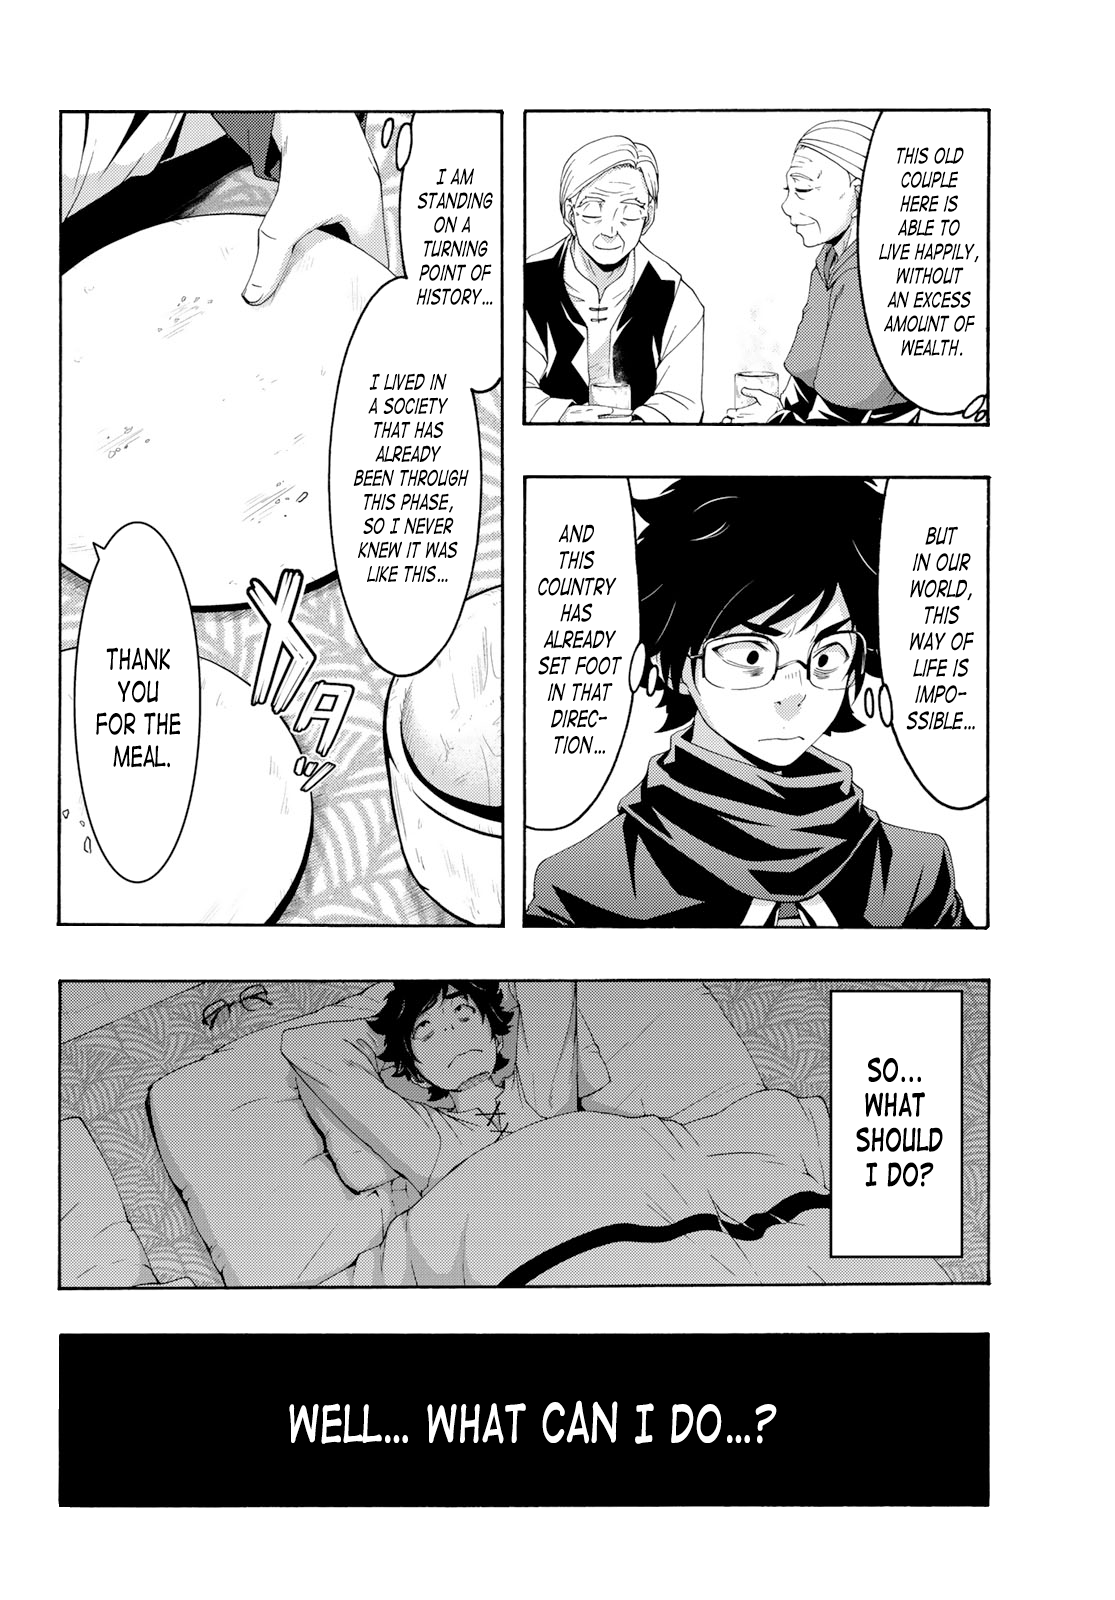 THIS OLD
COUPLE
HERE IS
ABLE TO
LIVE HAPPILY,
WITHOUT
AN EXCESS
AMOUNT OF
WEALTH.
BUT
IN OUR
WORLD,
THIS
WAY OF
LIFE IS
IMPO-
SSIBLE...
AND
THIS
COUNTRY
HAS
ALREADY
SET FOOT
IN THAT
DIREC-
TION...
I AM
STANDING
ON A
TURNING
POINT OF
HISTORY...
I LIVED IN
A SOCIETY
THAT HAS
ALREADY
BEEN THROUGH
THIS PHASE,
SO I NEVER
KNEW IT WAS
LIKE THIS...
THANK
YOU
FOR THE
MEAL.
SO...
WHAT
SHOULD
I DO?
WELL... WHAT CAN I DO...?